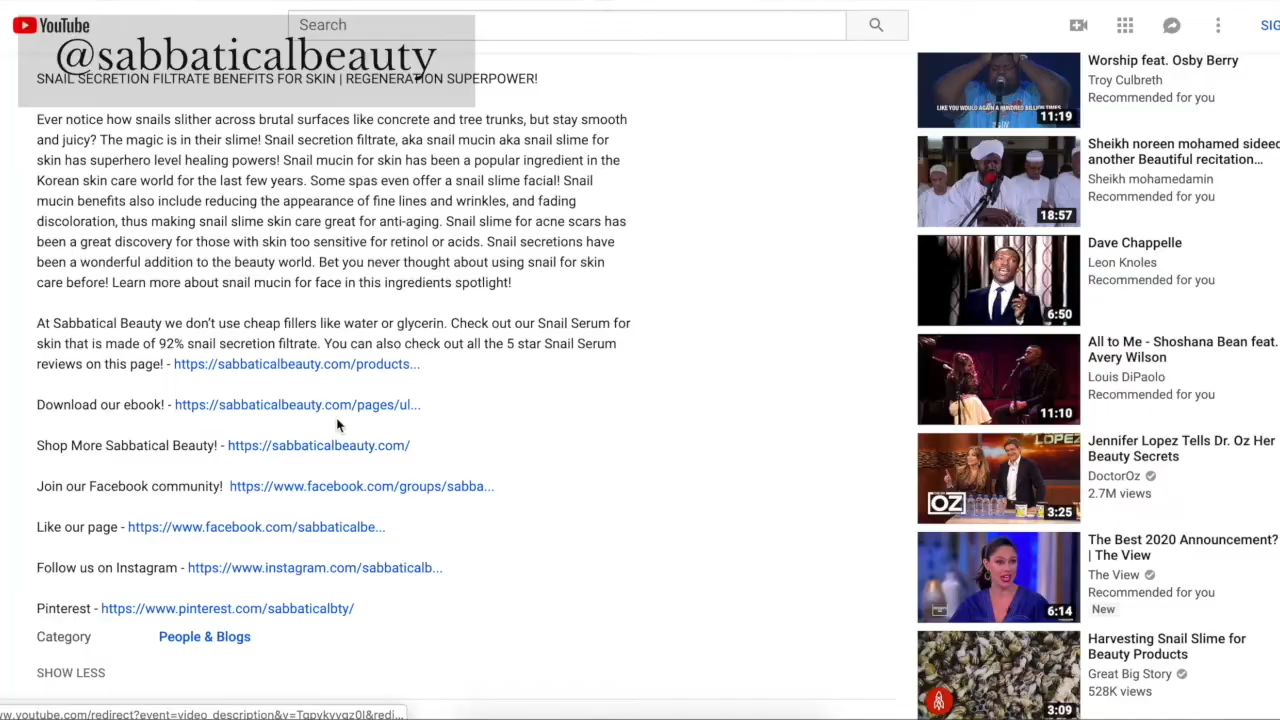 YouTube
Search
SIG
@sabbaticalbeauty
SNAIL SECRETION FILTRATE BENEFITS FOR SKIN | REGENERATION SUPERPOWER!
Ever notice how snails slither across brutal surfaces like concrete and tree trunks, but stay smooth
and juicy? The magic is in their slime! Snail secretion filtrate, aka snail mucin aka snail slime for
skin has superhero level healing powers! Snail mucin for skin has been a popular ingredient in the
Korean skin care world for the last few years. Some spas even offer a snail slime facial! Snail
mucin benefits also include reducing the appearance of fine lines and wrinkles, and fading
discoloration, thus making snail slime skin care great for anti-aging. Snail slime for acne scars has
been a great discovery for those with skin too sensitive for retinol or acids. Snail secretions have
been a wonderful addition to the beauty world. Bet you never thought about using snail for skin
care before! Learn more about snail mucin for face in this ingredients spotlight!
At Sabbatical Beauty we don't use cheap fillers like water or glycerin. Check out our Snail Serum for
skin that is made of 92% snail secretion filtrate. You can also check out all the 5 star Snail Serum
reviews on this page! - https://sabbaticalbeauty.com/products...
Download our ebook! - https://sabbaticalbeauty.com/pages/ul...
Shop More Sabbatical Beauty! - https://sabbaticalbeauty.com/
Join our Facebook community! https://www.facebook.com/groups/sabba...
Like our page - https://www.facebook.com/sabbaticalbe...
Follow us on Instagram - https://www.instagram.com/sabbaticalb...
Pinterest - https://www.pinterest.com/sabbaticalbty/
Category People & Blogs
SHOW LESS
Worship feat. Osby Berry
Troy Culbreth
Recommended for you
LIKE YOU WOULD AGAIN A HUNDRED BILLION TIMES
11:19
Sheikh noreen mohamed sideed
another Beautiful recitation...
Sheikh mohamedamin
Recommended for you
18:57
Dave Chappelle
Leon Knoles
Recommended for you
6:50
All to Me - Shoshana Bean feat.
Avery Wilson
Louis DiPaolo
Recommended for you
11:10
Jennifer Lopez Tells Dr. Oz Her
Beauty Secrets
DoctorOz
2.7M views
LOPEZ
OZ
3:25
The Best 2020 Announcement?
| The View
The View
Recommended for you
New
6:14
Harvesting Snail Slime for
Beauty Products
Great Big Story
528K views
3:09